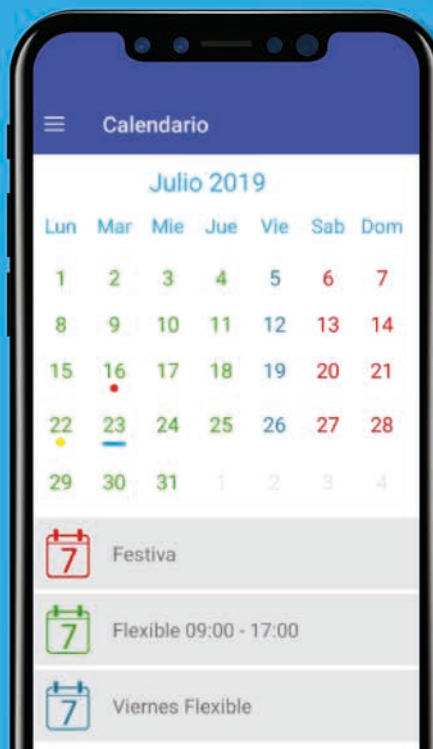 Calendario
Julio 2019
Lun Mar Mie Jue Vie Sab Dom
1 2 3 4 5 6 7
8 9 10 11 12 13 14
15 16 17 18 19 20 21
22 23 24 25 26 27 28
29 30 31 1 2 3 4
7 Festiva
7 Flexible 09:00 - 17:00
7 Viernes Flexible